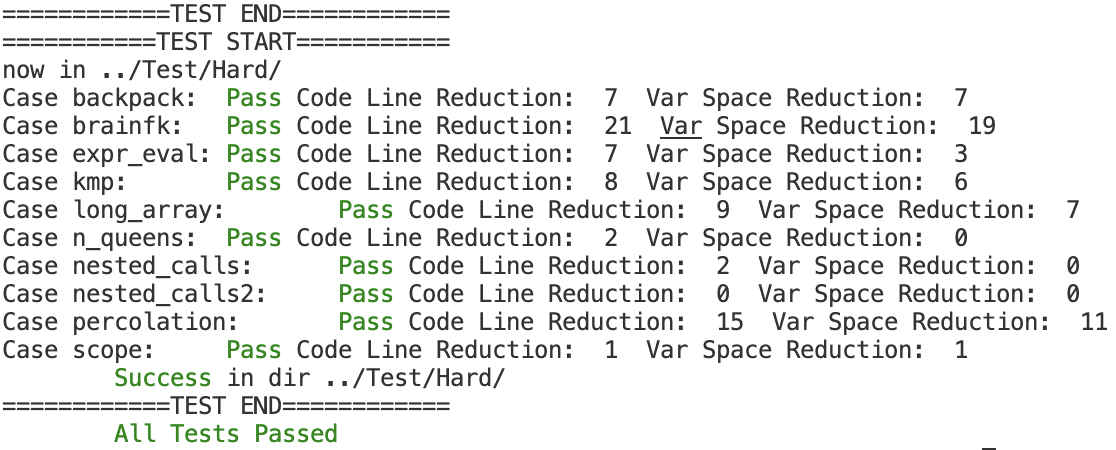 ============TEST END============
===========TEST START===========
now in ../Test/Hard/
Case backpack:  Pass Code Line Reduction:  7  Var Space Reduction:  7
Case brainfk:   Pass Code Line Reduction:  21  Var Space Reduction:  19
Case expr_eval: Pass Code Line Reduction:  7  Var Space Reduction:  3
Case kmp:       Pass Code Line Reduction:  8  Var Space Reduction:  6
Case long_array:        Pass Code Line Reduction:  9  Var Space Reduction:  7
Case n_queens:  Pass Code Line Reduction:  2  Var Space Reduction:  0
Case nested_calls:      Pass Code Line Reduction:  2  Var Space Reduction:  0
Case nested_calls2:     Pass Code Line Reduction:  0  Var Space Reduction:  0
Case percolation:       Pass Code Line Reduction:  15  Var Space Reduction:  11
Case scope:     Pass Code Line Reduction:  1  Var Space Reduction:  1
        Success in dir ../Test/Hard/
============TEST END============
        All Tests Passed